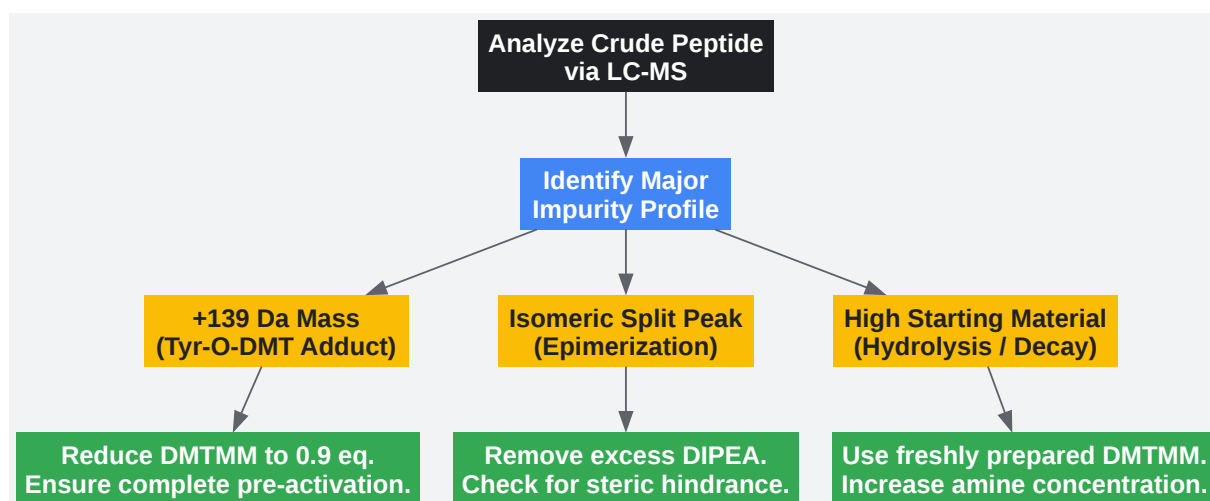 Analyze Crude Peptide
via LC-MS
Identify Major
Impurity Profile
+139 Da Mass
(Tyr-O-DMT Adduct)
Isomeric Split Peak
(Epimerization)
High Starting Material
(Hydrolysis / Decay)
Reduce DMTMM to 0.9 eq.
Ensure complete pre-activation.
Remove excess DIPEA.
Check for steric hindrance.
Use freshly prepared DMTMM.
Increase amine concentration.